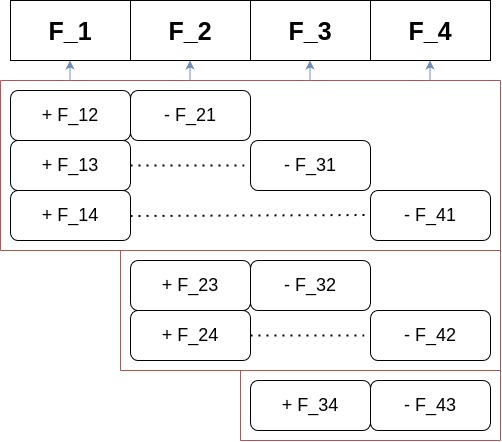 F_1 F_2 F_3 F_4
+ F_12 - F_21
+ F_13 - F_31
+ F_14 - F_41
+ F_23 - F_32
+ F_24 - F_42
+ F_34 - F_43